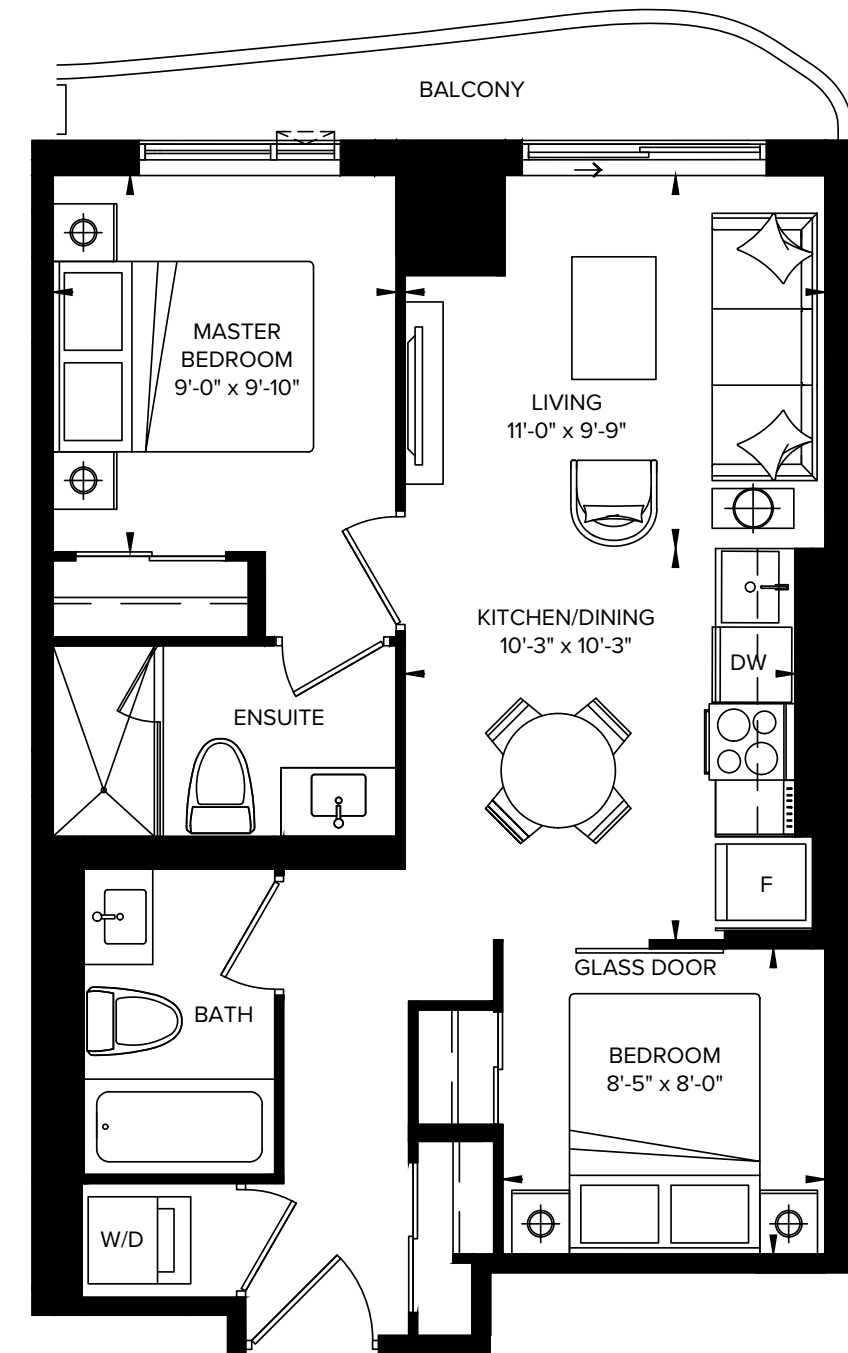 BALCONY
MASTER
BEDROOM
9'-0" x 9'-10"
LIVING
11'-0" x 9'-9"
KITCHEN/DINING
10'-3" x 10'-3"
DW
ENSUITE
F
GLASS DOOR
BATH
BEDROOM
8'-5" x 8'-0"
W/D